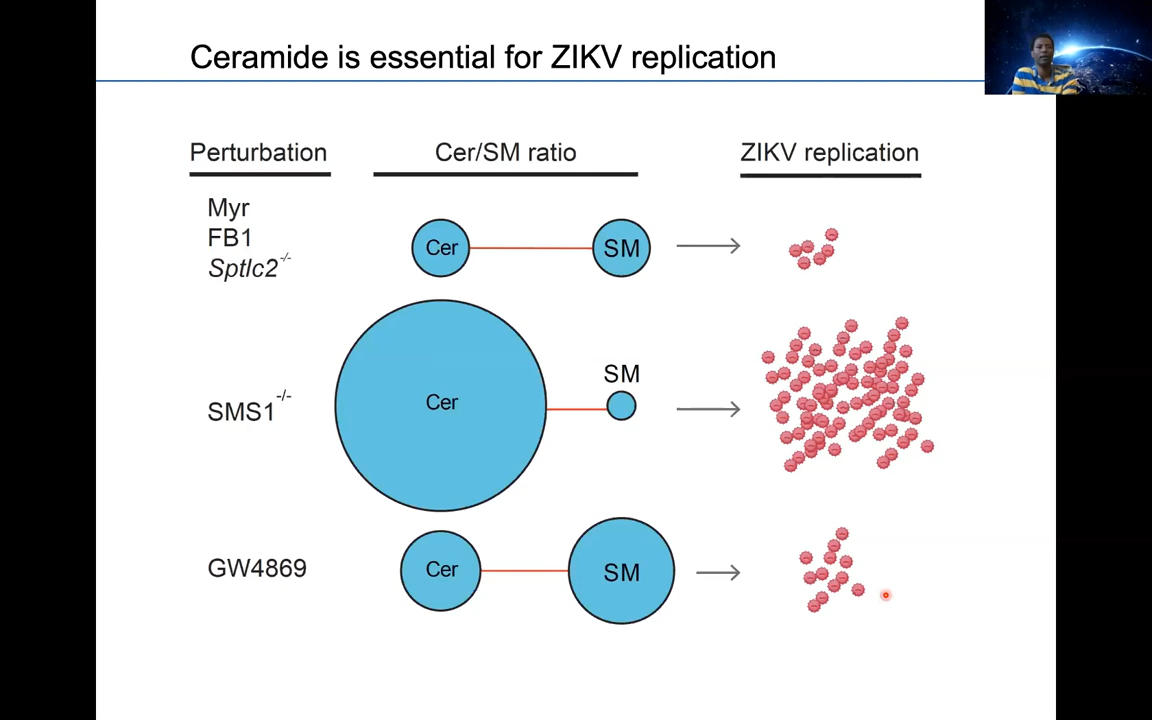 Ceramide is essential for ZIKV replication
Perturbation
Cer/SM ratio
ZIKV replication
Myr
FB1
Sptlc2-/-
Cer
SM
SMS1-/-
Cer
SM
GW4869
Cer
SM